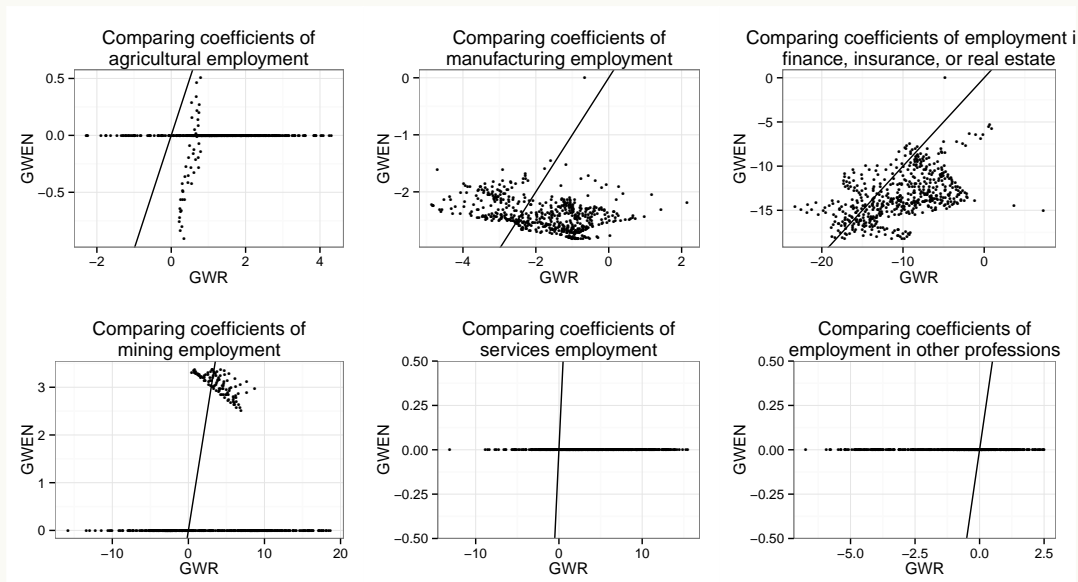 Comparing coefficients of
agricultural employment
0.5
0.0
−0.5
GWEN
−2
0
2
4
GWR
Comparing coefficients of
manufacturing employment
0
−1
−2
GWEN
−4
−2
0
2
GWR
Comparing coefficients of employment i
finance, insurance, or real estate
0
−5
−10
−15
GWEN
−20
−10
0
GWR
Comparing coefficients of
mining employment
3
2
1
0
GWEN
−10
0
10
20
GWR
Comparing coefficients of
services employment
0.50
0.25
0.00
−0.25
−0.50
GWEN
−10
0
10
GWR
Comparing coefficients of
employment in other professions
0.50
0.25
0.00
−0.25
−0.50
GWEN
−5.0
−2.5
0.0
2.5
GWR